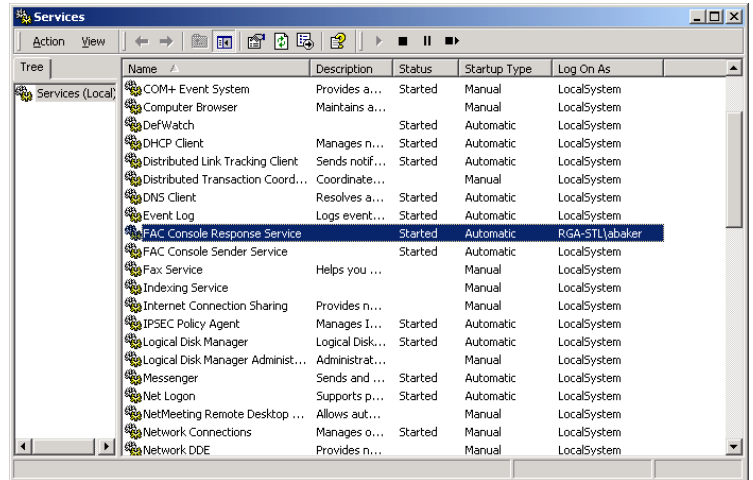 Services
Action View
Tree
Name Description Status Startup Type Log On As
Services (Local)
COM+ Event System Provides a... Started Manual LocalSystem
Computer Browser Maintains a... Manual LocalSystem
DefWatch Started Automatic LocalSystem
DHCP Client Manages n... Started Automatic LocalSystem
Distributed Link Tracking Client Sends notif... Started Automatic LocalSystem
Distributed Transaction Coord... Coordinate... Manual LocalSystem
DNS Client Resolves a... Started Automatic LocalSystem
Event Log Logs event... Started Automatic LocalSystem
FAC Console Response Service Started Automatic RGA-STL\abaker
FAC Console Sender Service Started Automatic LocalSystem
Fax Service Helps you ... Manual LocalSystem
Indexing Service Manual LocalSystem
Internet Connection Sharing Provides n... Manual LocalSystem
IPSEC Policy Agent Manages I... Started Automatic LocalSystem
Logical Disk Manager Logical Disk... Started Automatic LocalSystem
Logical Disk Manager Administ... Administrat... Manual LocalSystem
Messenger Sends and ... Started Automatic LocalSystem
Net Logon Supports p... Started Automatic LocalSystem
NetMeeting Remote Desktop ... Allows aut... Manual LocalSystem
Network Connections Manages o... Started Manual LocalSystem
Network DDE Provides n... Manual LocalSystem